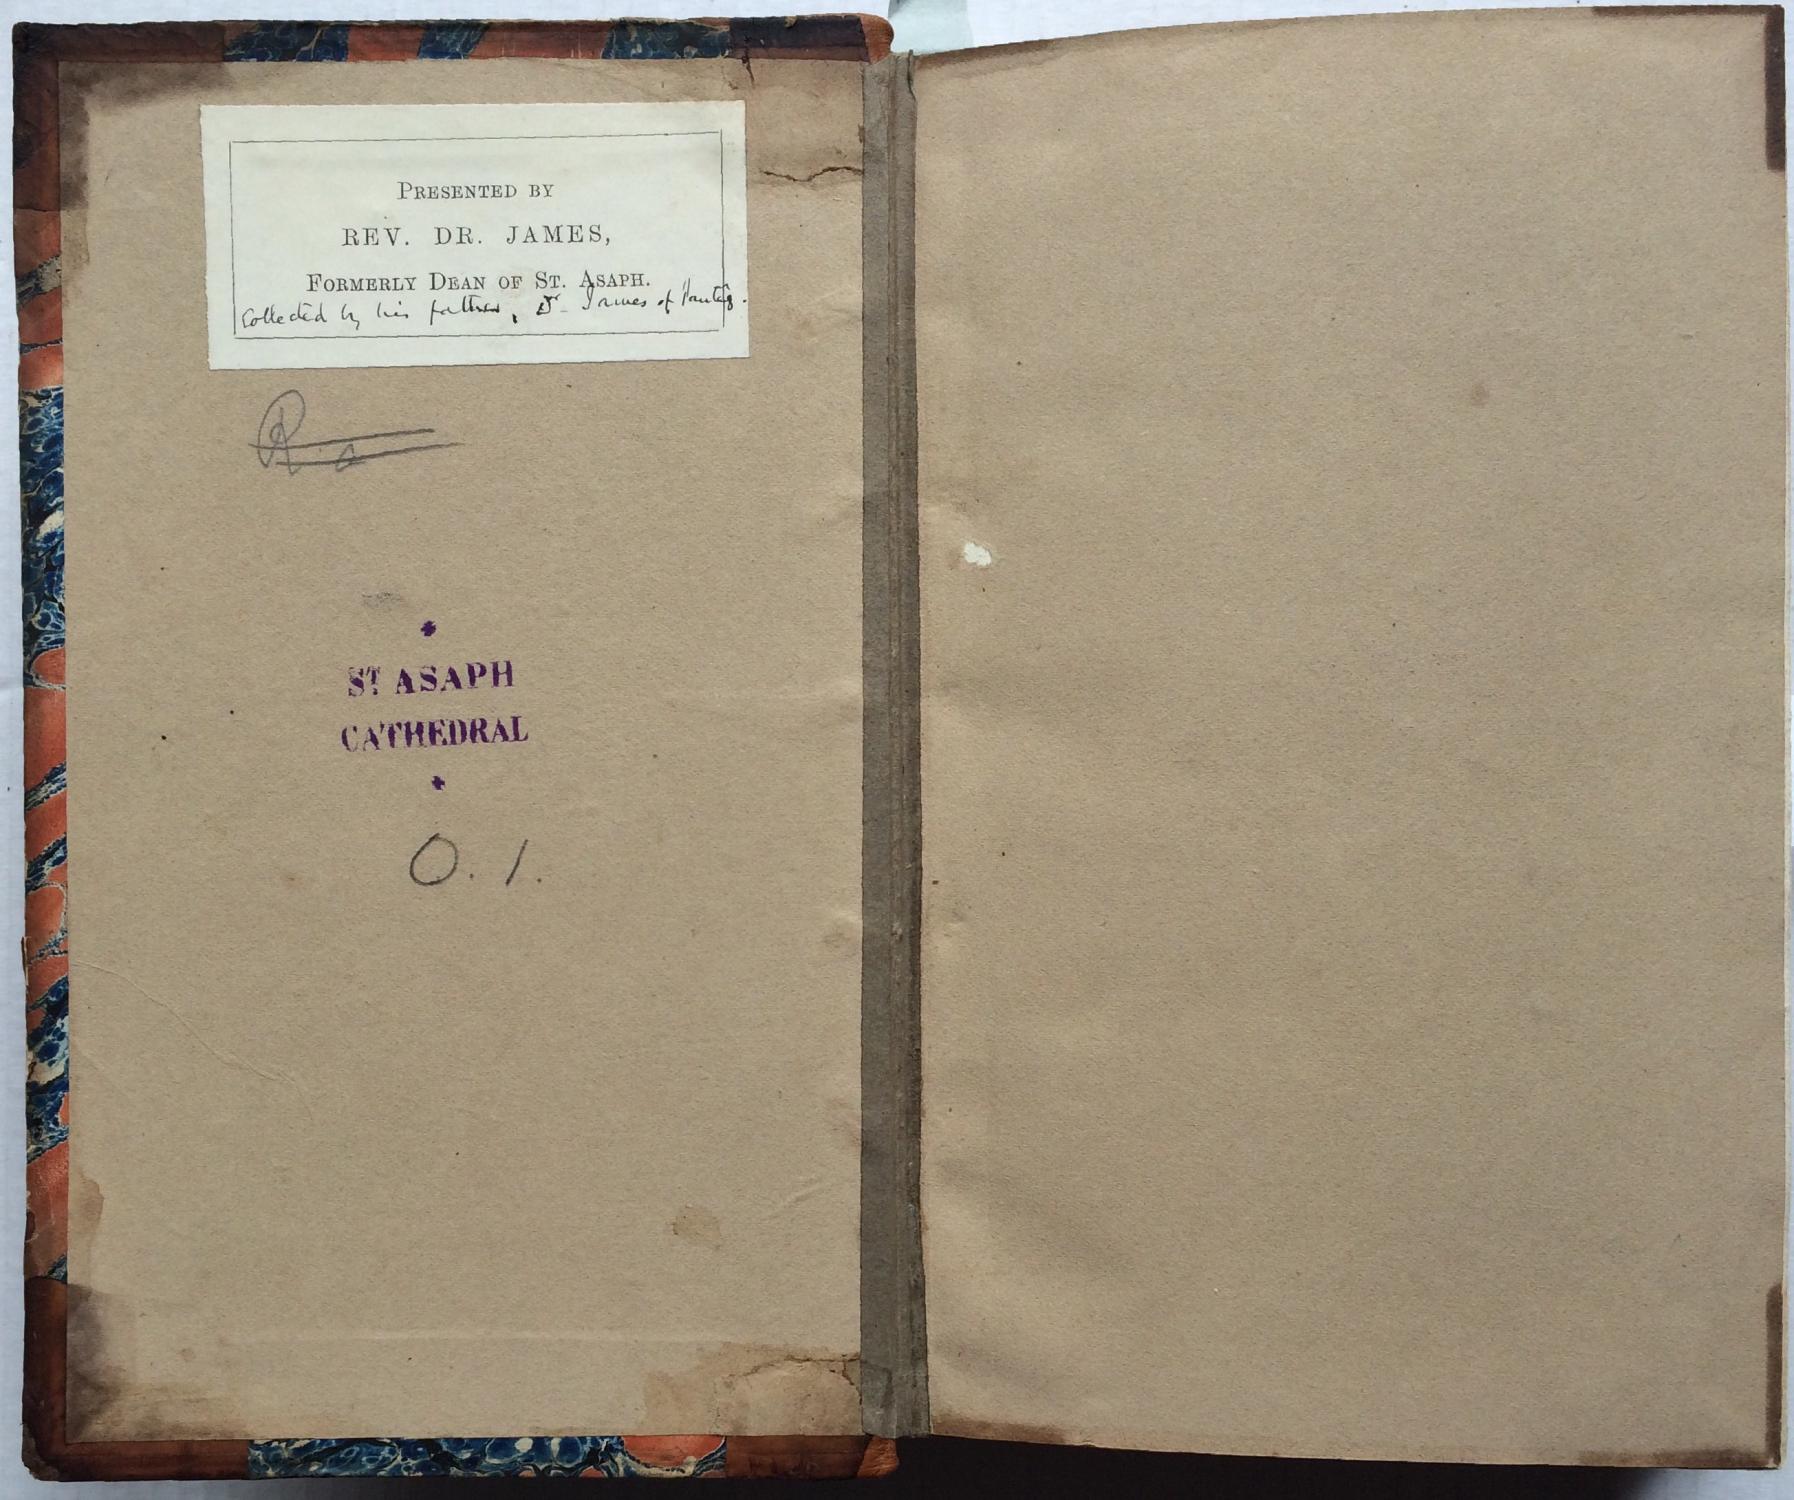 PRESENTED BY
REV. DR. JAMES,
FORMERLY DEAN OF ST. ASAPH.
Collected by his father, Dr James of Panteg.
R. a
ST ASAPH
CATHEDRAL
O. 1.